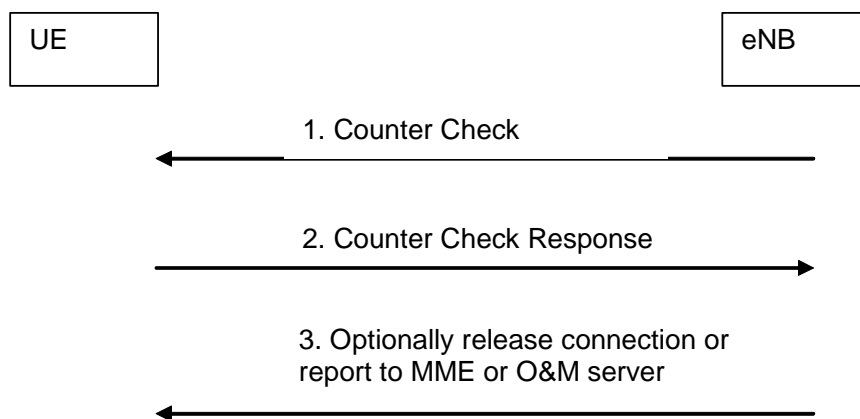 UE
eNB
1. Counter Check
2. Counter Check Response
3. Optionally release connection or
report to MME or O&M server